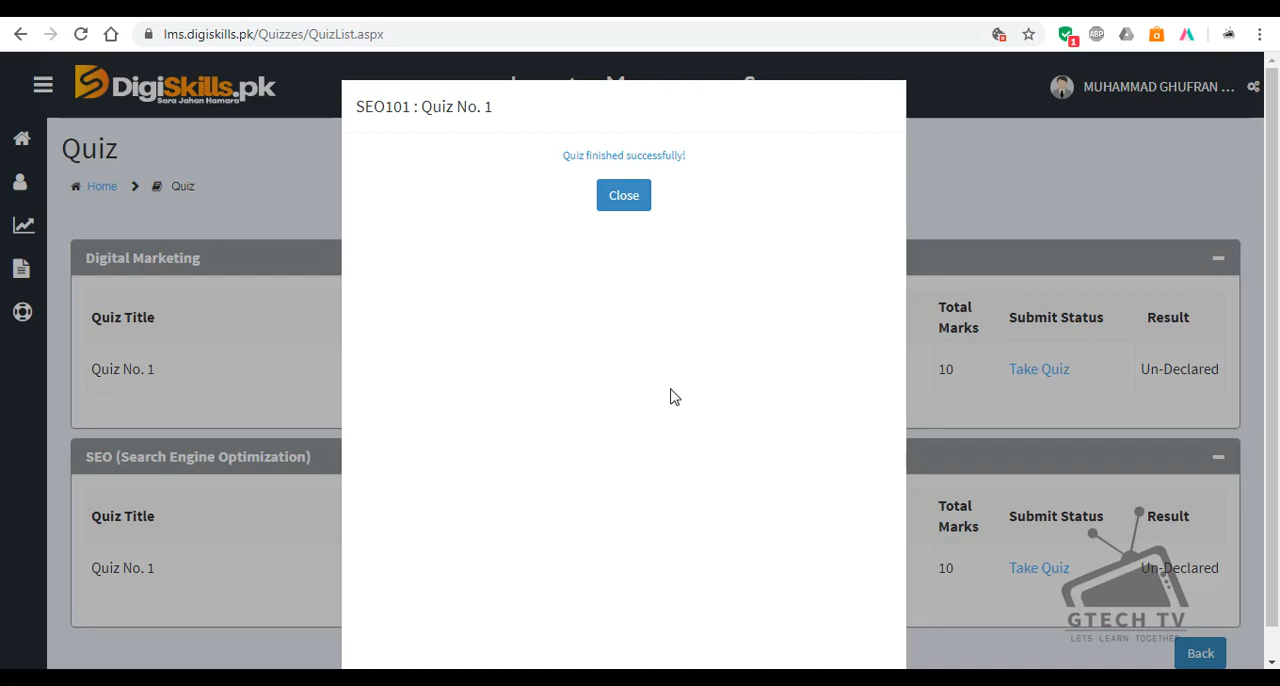 lms.digiskills.pk/Quizzes/QuizList.aspx
1
ABP
DigiSkills.pk
Sara Jahan Hamara
MUHAMMAD GHUFRAN ...
SEO101 : Quiz No. 1
Quiz finished successfully!
Close
Quiz
Home
Quiz
Digital Marketing
Quiz Title
Total Marks
Submit Status
Result
Quiz No. 1
10
Take Quiz
Un-Declared
SEO (Search Engine Optimization)
Quiz Title
Total Marks
Submit Status
Result
Quiz No. 1
10
Take Quiz
Un-Declared
GTECH TV
LETS LEARN TOGETHER
Back